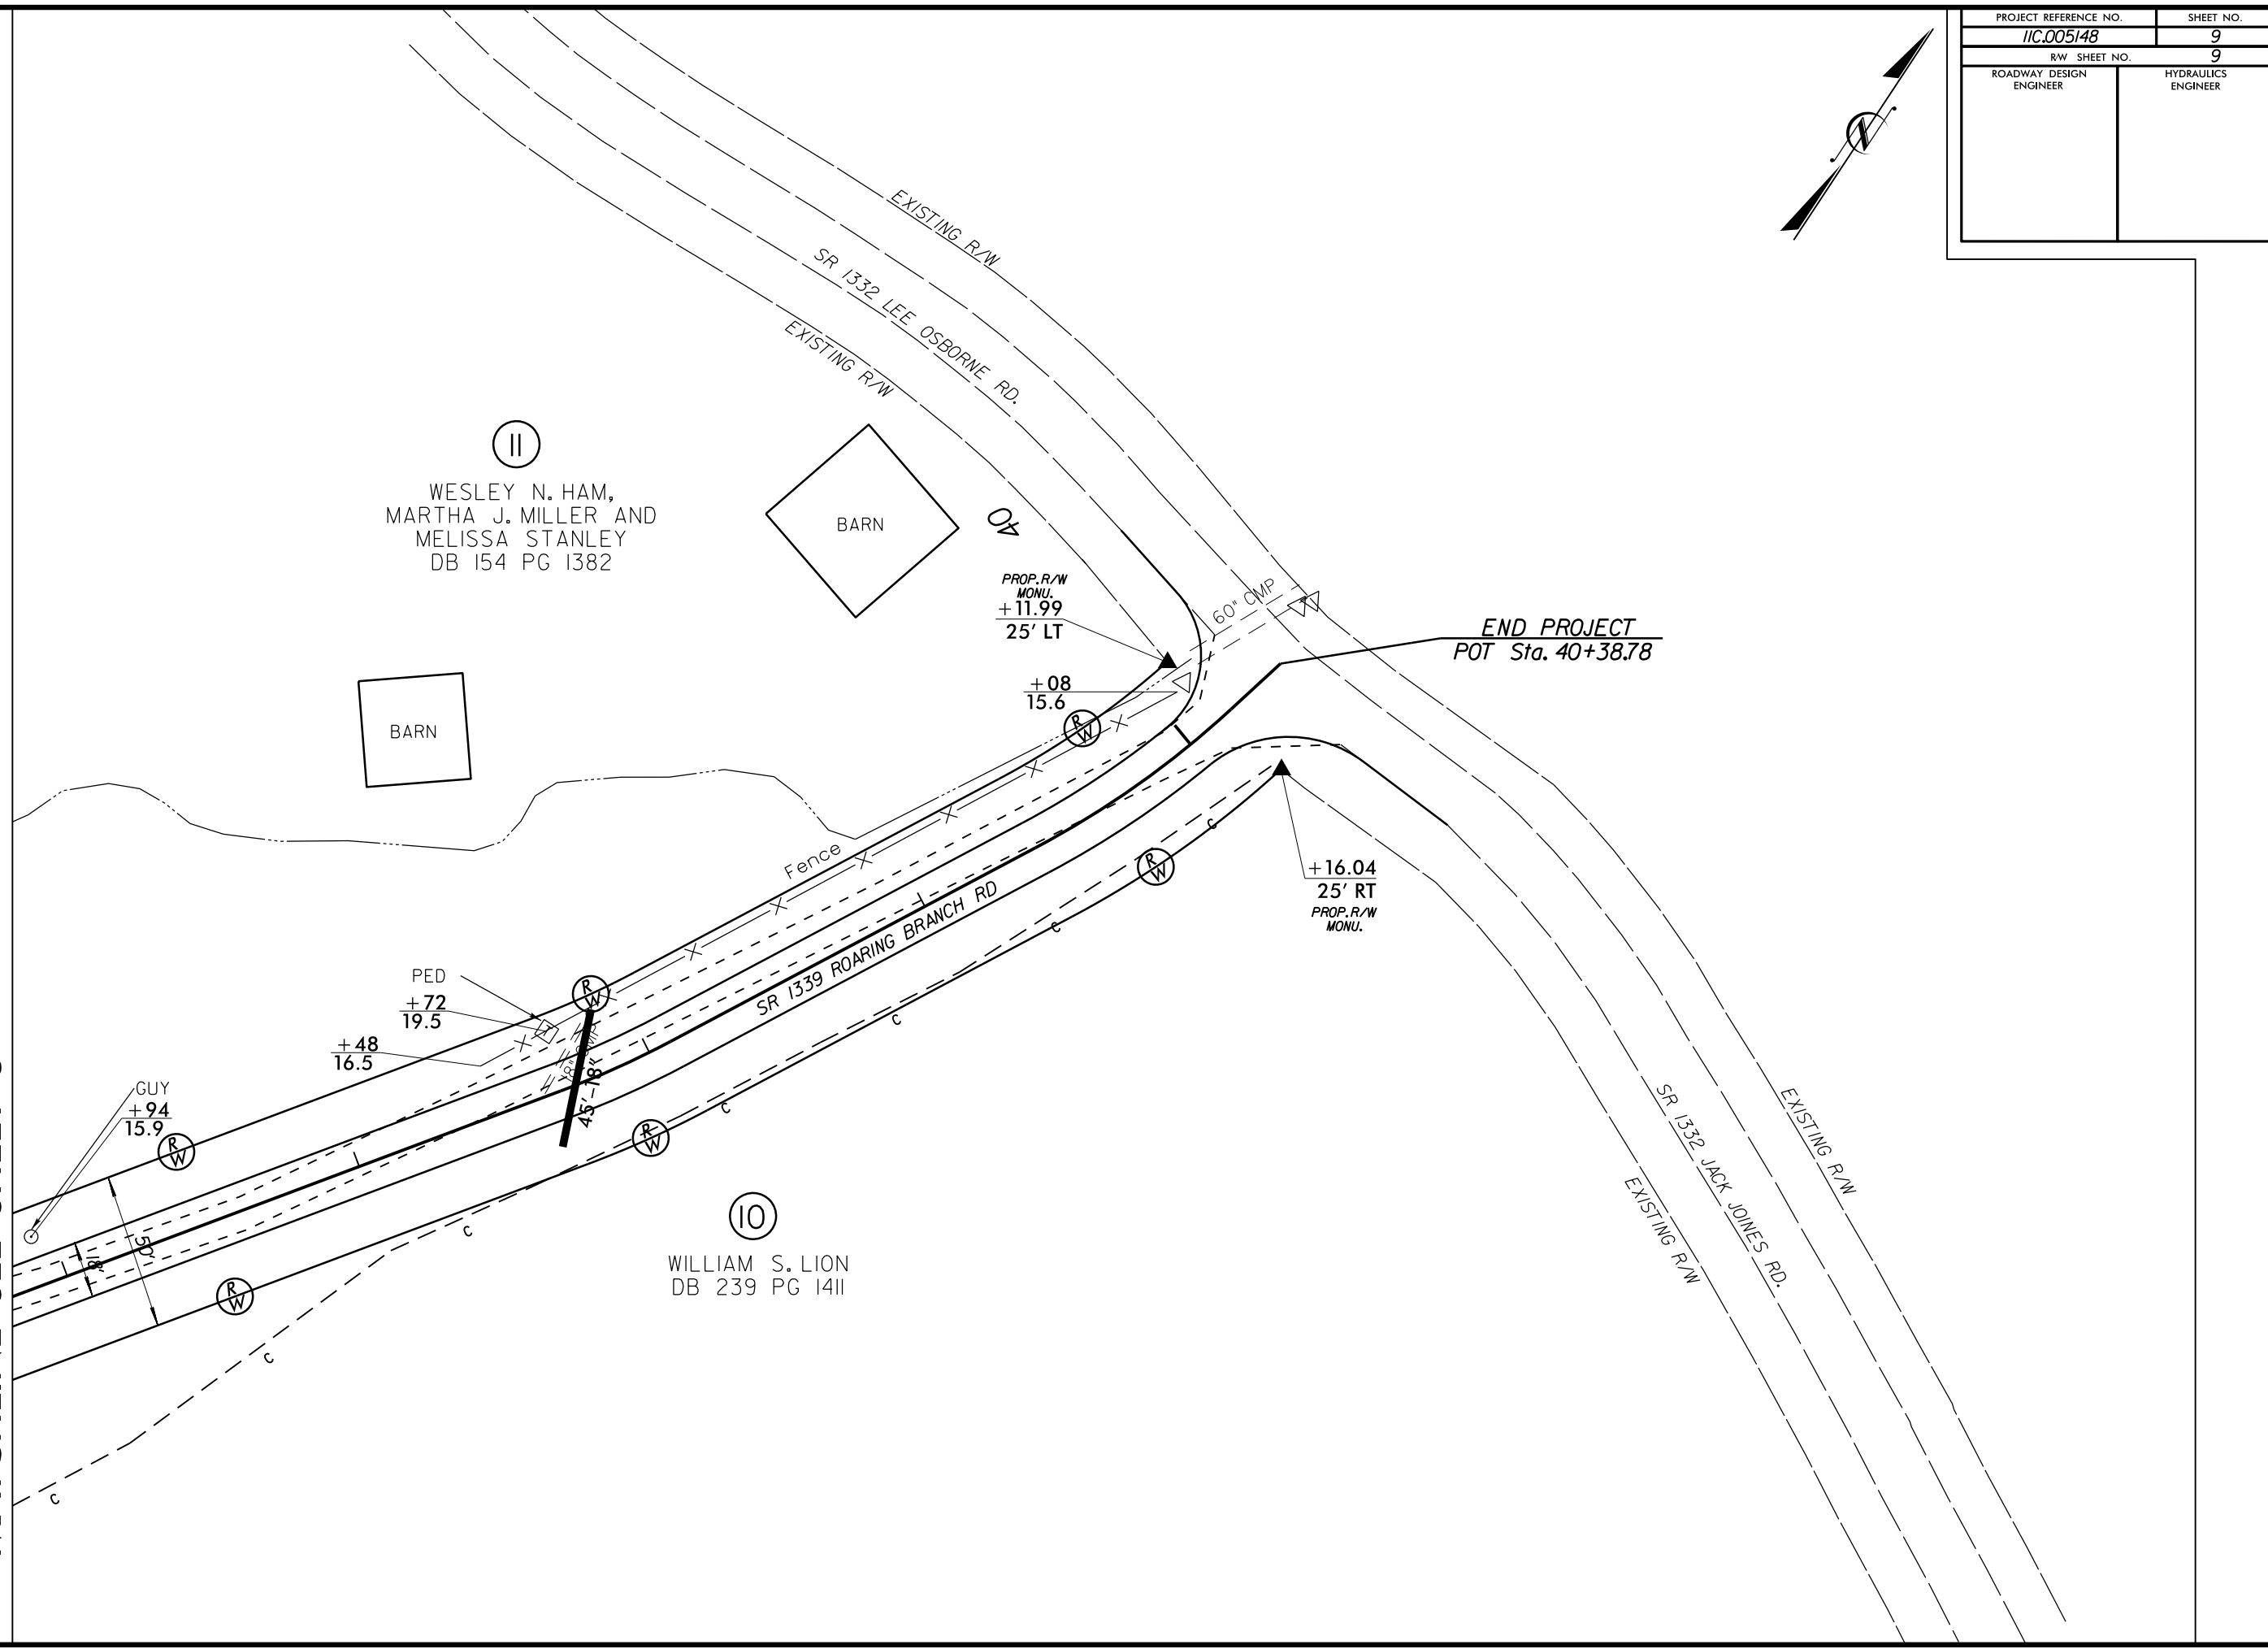 PROJECT REFERENCE NO.
SHEET NO.
11C.005148
9
R/W SHEET NO.
9
ROADWAY DESIGN
ENGINEER
HYDRAULICS
ENGINEER
N
EXISTING R/W
SR 1332 LEE OSBORNE RD.
EXISTING R/W
11
WESLEY N. HAM,
MARTHA J. MILLER AND
MELISSA STANLEY
DB 154 PG 1382
BARN
40
PROP. R/W
MONU.
+11.99
25' LT
60" CMP
END PROJECT
POT Sta. 40+38.78
+08
15.6
R/W
BARN
Fence
+16.04
25' RT
PROP. R/W
MONU.
R/W
C
C
SR 1339 ROARING BRANCH RD
PED
+72
19.5
R/W
+48
16.5
18" CMP
45'-18"
C
C
GUY
+94
15.9
R/W
R/W
50'
18'
R/W
C
C
C
10
WILLIAM S. LION
DB 239 PG 1411
EXISTING R/W
SR 1332 JACK JOINES RD.
EXISTING R/W